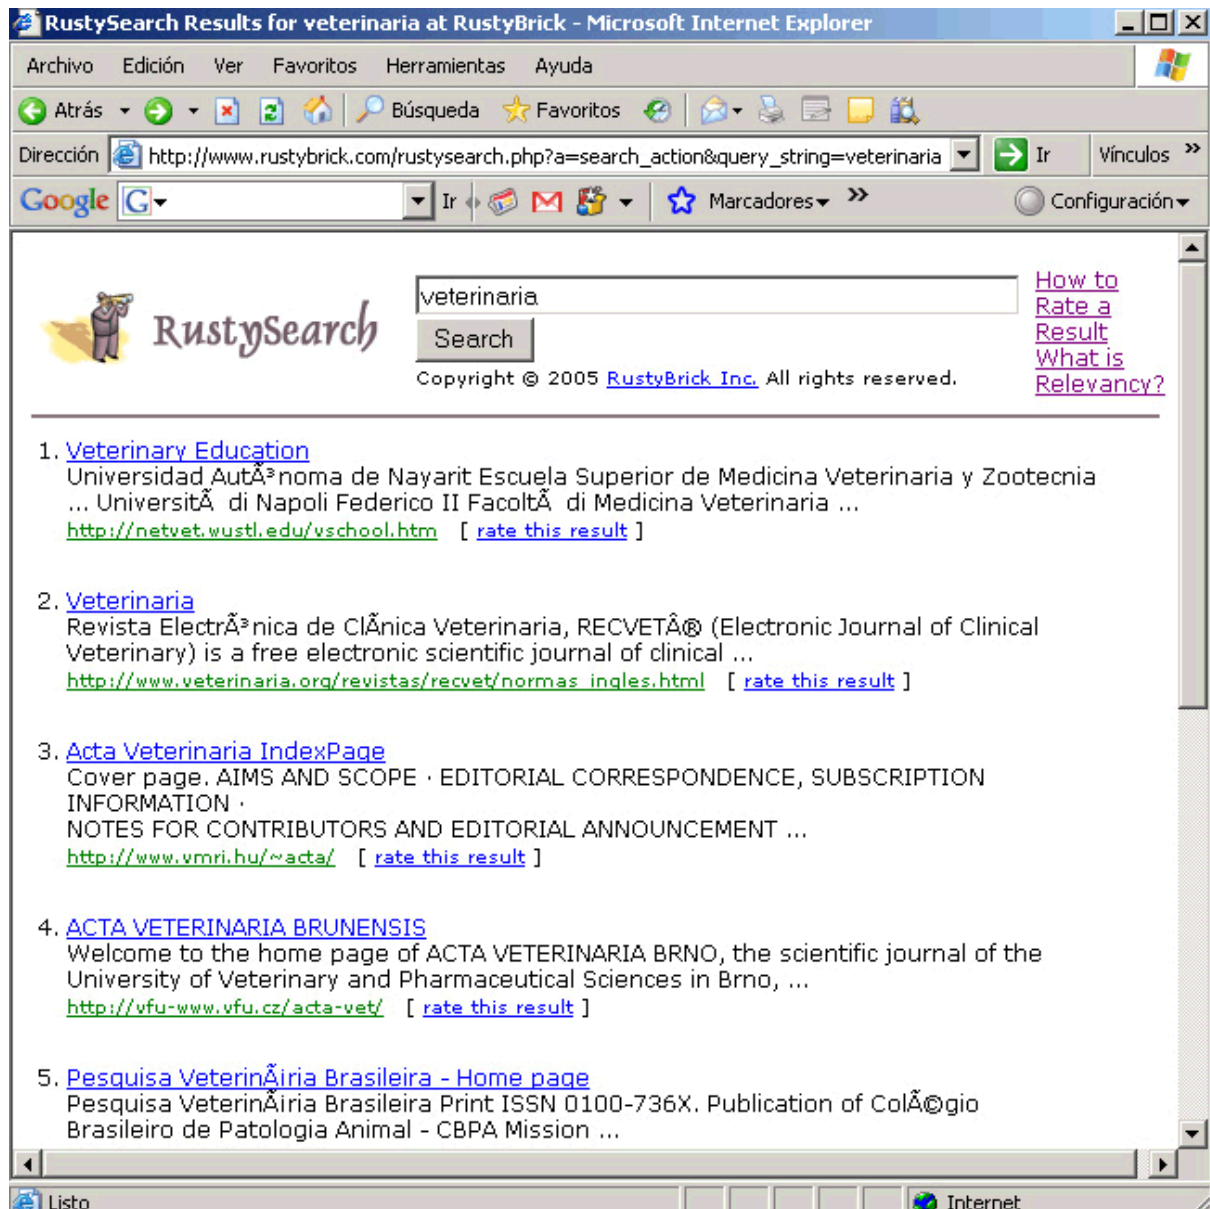 RustySearch Results for veterinaria at RustyBrick - Microsoft Internet Explorer
Archivo Edición Ver Favoritos Herramientas Ayuda
Atrás Búsqueda Favoritos
Dirección http://www.rustybrick.com/rustysearch.php?a=search_action&query_string=veterinaria Ir Vínculos »
Google G Ir Marcadores » Configuración
RustySearch
veterinaria
Search
Copyright © 2005 RustyBrick Inc. All rights reserved.
How to
Rate a
Result
What is
Relevancy?
1. Veterinary Education
Universidad AutÃ³noma de Nayarit Escuela Superior de Medicina Veterinaria y Zootecnia
... UniversitÃ di Napoli Federico II FacoltÃ di Medicina Veterinaria ...
http://netvet.wustl.edu/vschool.htm [ rate this result ]
2. Veterinaria
Revista ElectrÃ³nica de ClÃnica Veterinaria, RECVETÂ® (Electronic Journal of Clinical
Veterinary) is a free electronic scientific journal of clinical ...
http://www.veterinaria.org/revistas/recvet/normas_ingles.html [ rate this result ]
3. Acta Veterinaria IndexPage
Cover page. AIMS AND SCOPE · EDITORIAL CORRESPONDENCE, SUBSCRIPTION
INFORMATION ·
NOTES FOR CONTRIBUTORS AND EDITORIAL ANNOUNCEMENT ...
http://www.vmri.hu/~acta/ [ rate this result ]
4. ACTA VETERINARIA BRUNENSIS
Welcome to the home page of ACTA VETERINARIA BRNO, the scientific journal of the
University of Veterinary and Pharmaceutical Sciences in Brno, ...
http://vfu-www.vfu.cz/acta-vet/ [ rate this result ]
5. Pesquisa VeterinÃ¡ria Brasileira - Home page
Pesquisa VeterinÃ¡ria Brasileira Print ISSN 0100-736X. Publication of ColÃ©gio
Brasileiro de Patologia Animal - CBPA Mission ...
Listo Internet